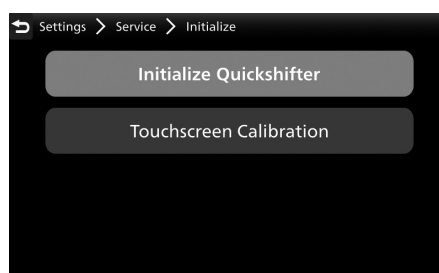 Settings > Service > Initialize
Initialize Quickshifter
Touchscreen Calibration